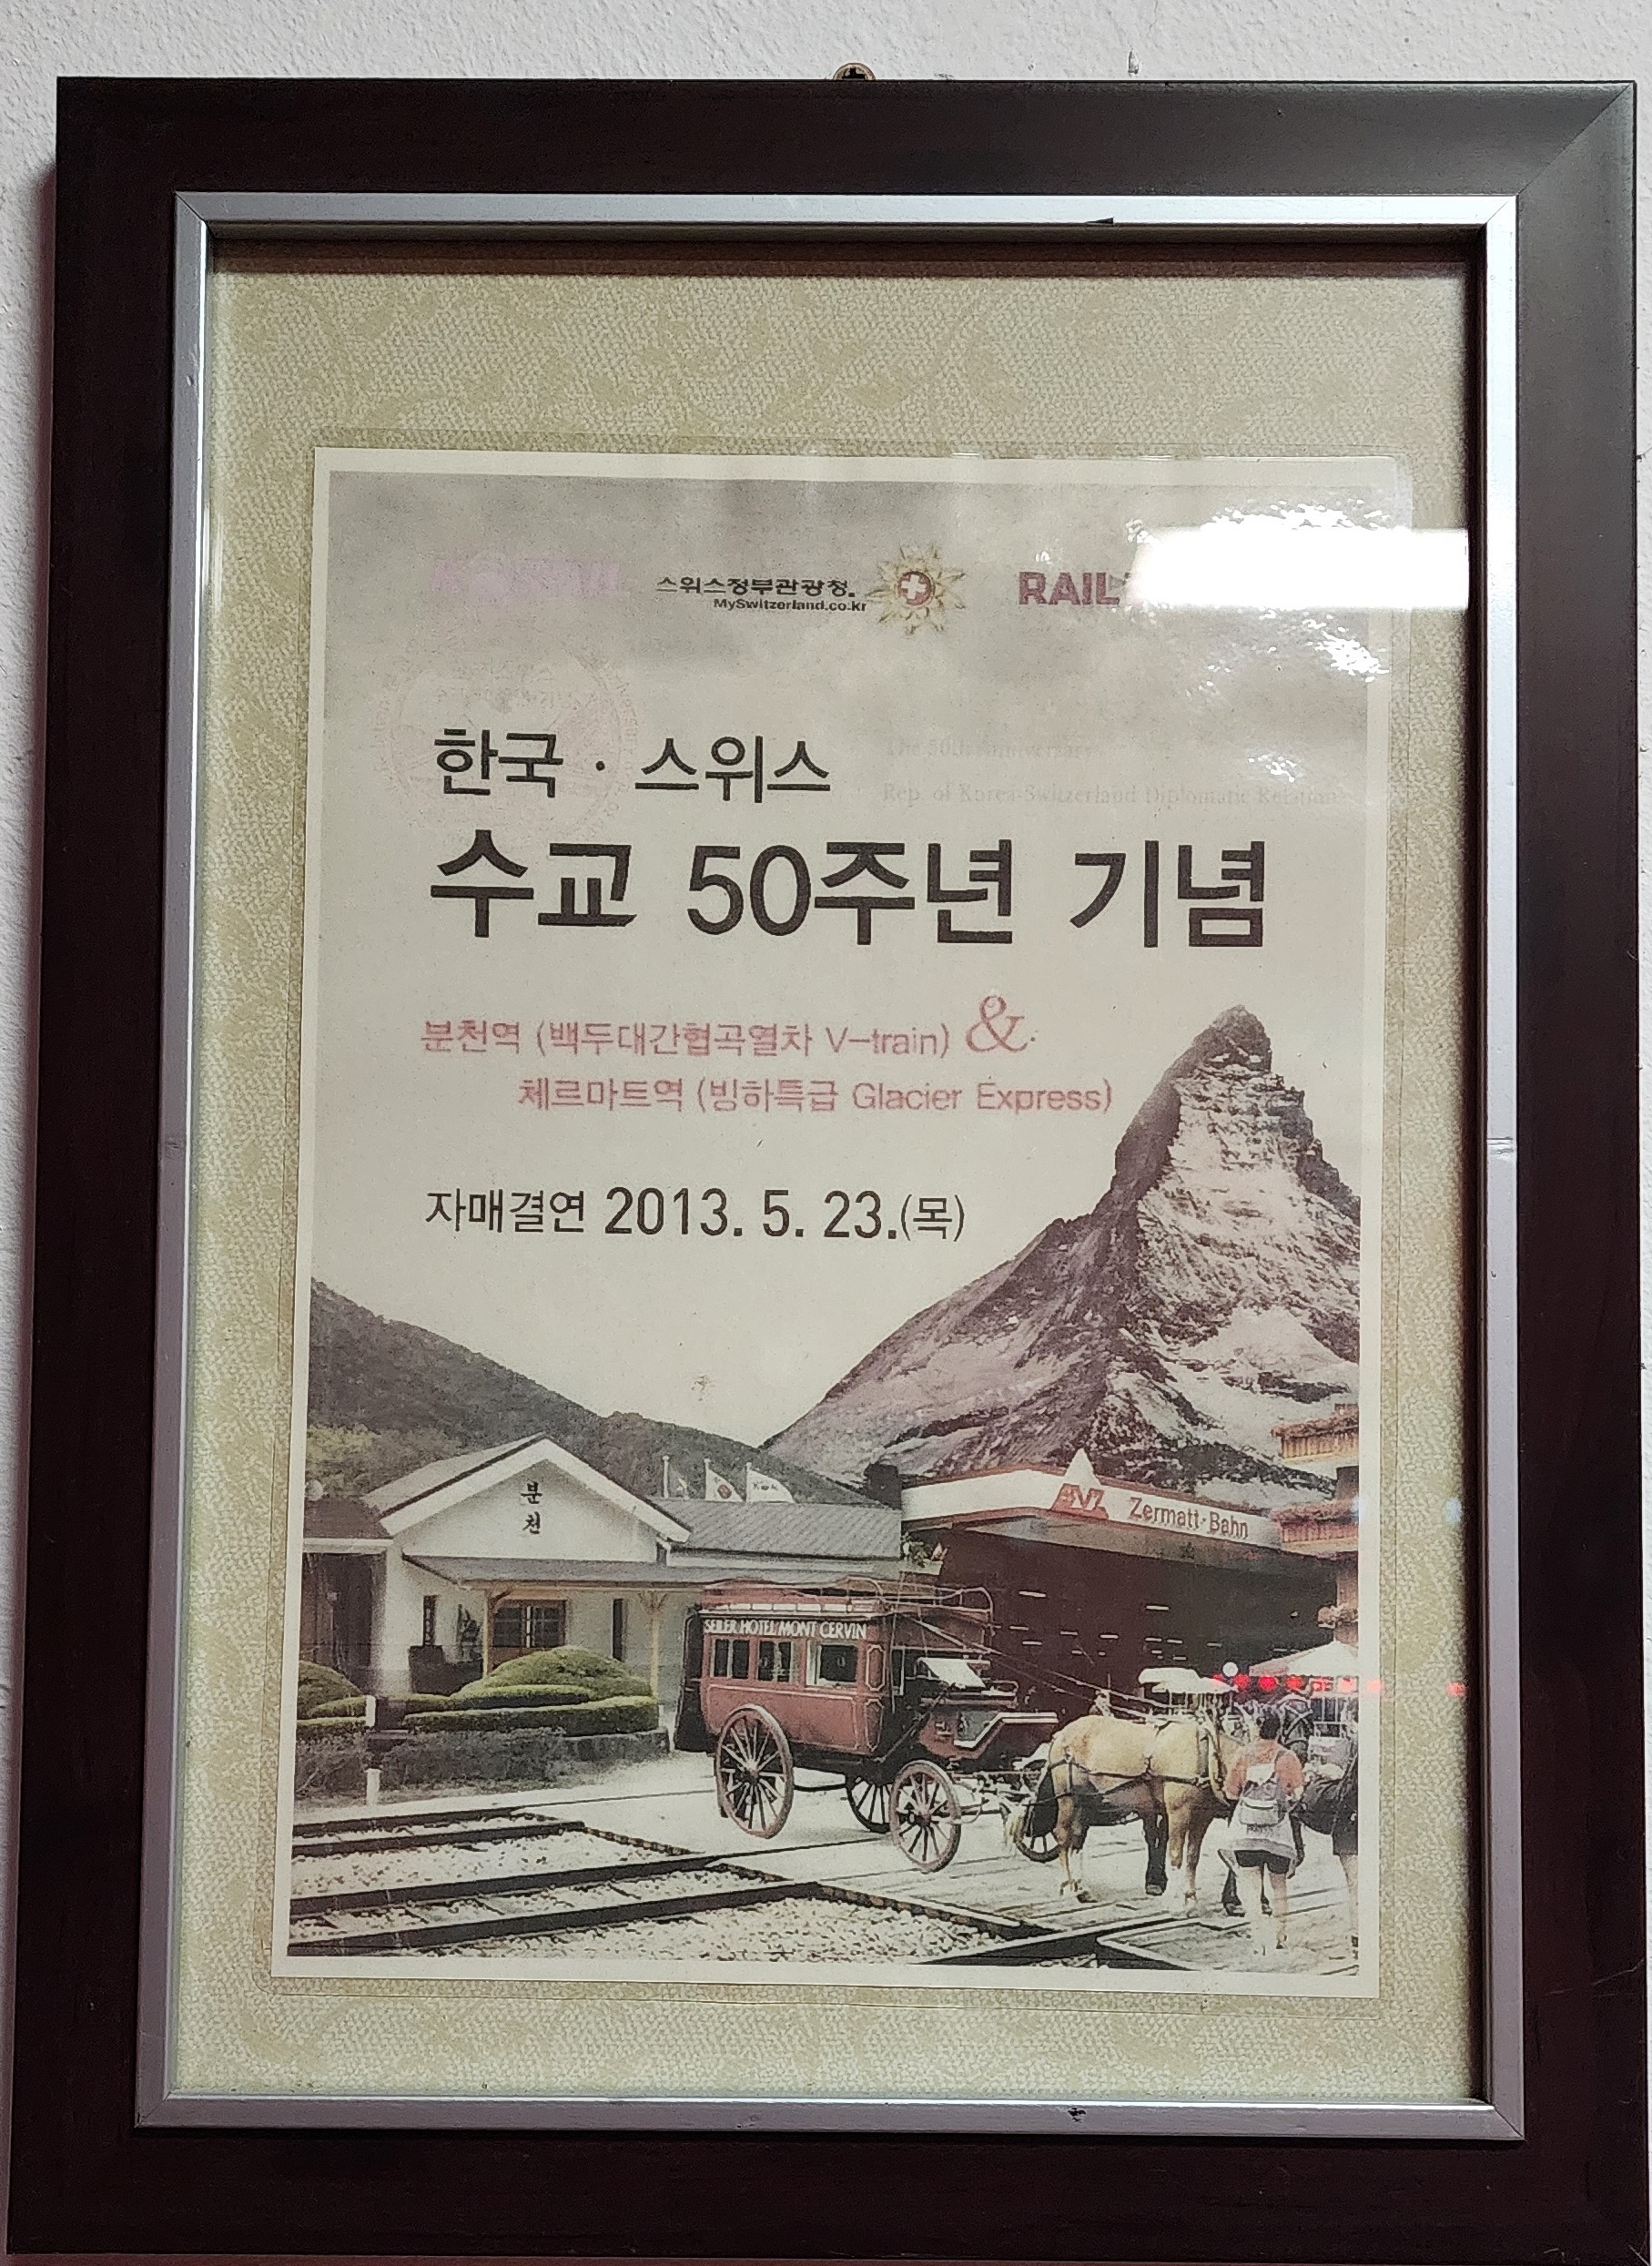 스위스정부관광청.
MySwitzerland.co.kr
RAIL
한국 · 스위스
The 50th Anniversary
Rep. of Korea-Switzerland Diplomatic Relations
수교 50주년 기념
분천역 (백두대간협곡열차 V-train) &
체르마트역 (빙하특급 Glacier Express)
자매결연 2013. 5. 23.(목)
분천
BVZ Zermatt-Bahn
SEILER HOTEL MONT CERVIN